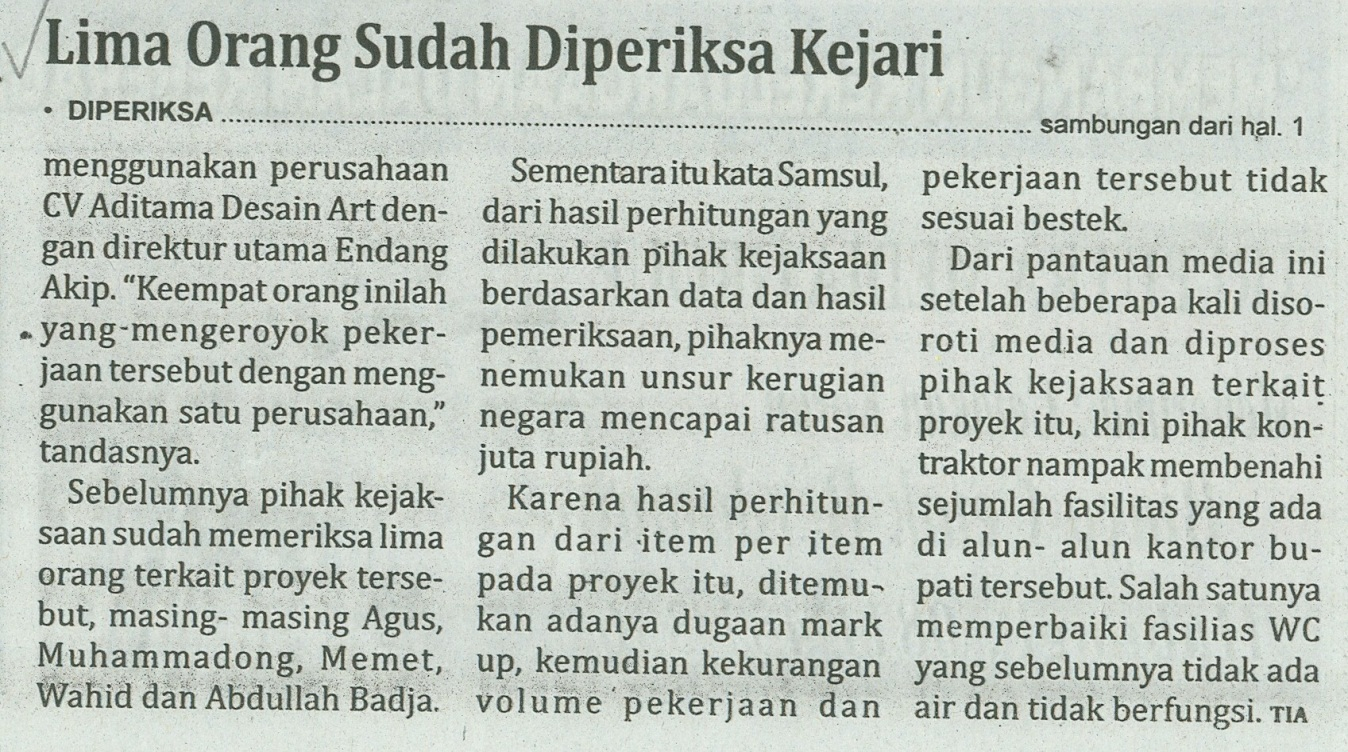 Lima Orang Sudah Diperiksa Kejari
• DIPERIKSA ........................................ sambungan dari hal. 1
menggunakan perusahaan
CV Aditama Desain Art den-
gan direktur utama Endang
Akip. “Keempat orang inilah
yang-mengeroyok peker-
jaan tersebut dengan meng-
gunakan satu perusahaan,”
tandasnya.
Sebelumnya pihak kejak-
saan sudah memeriksa lima
orang terkait proyek terse-
but, masing- masing Agus,
Muhammadong, Memet,
Wahid dan Abdullah Badja.
Sementara itu kata Samsul,
dari hasil perhitungan yang
dilakukan pihak kejaksaan
berdasarkan data dan hasil
pemeriksaan, pihaknya me-
nemukan unsur kerugian
negara mencapai ratusan
juta rupiah.
Karena hasil perhitun-
gan dari item per item
pada proyek itu, ditemu-
kan adanya dugaan mark
up, kemudian kekurangan
volume pekerjaan dan
pekerjaan tersebut tidak
sesuai bestek.
Dari pantauan media ini
setelah beberapa kali diso-
roti media dan diproses
pihak kejaksaan terkait
proyek itu, kini pihak kon-
traktor nampak membenahi
sejumlah fasilitas yang ada
di alun- alun kantor bu-
pati tersebut. Salah satunya
memperbaiki fasilias WC
yang sebelumnya tidak ada
air dan tidak berfungsi. TIA